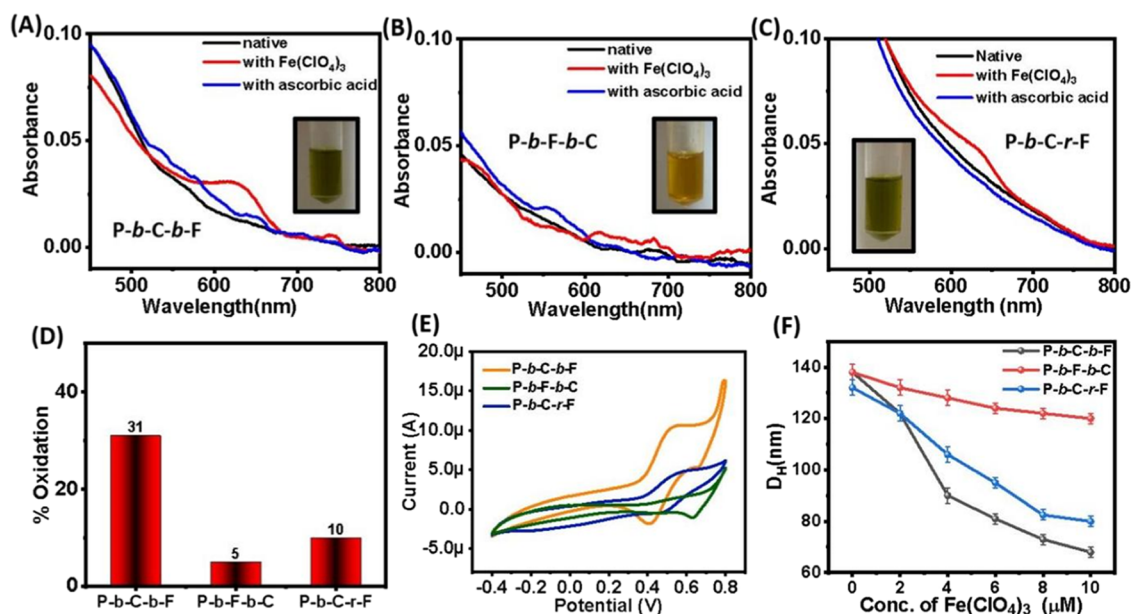 (A)
0.10
0.05
0.00
Absorbance
native
with Fe(ClO₄)₃
with ascorbic acid
P-b-C-b-F
500 600 700 800
Wavelength(nm)
(B)
0.10
0.05
0.00
Absorbance
native
with Fe(ClO₄)₃
with ascorbic acid
P-b-F-b-C
500 600 700 800
Wavelength(nm)
(C)
0.10
0.05
0.00
Absorbance
Native
with Fe(ClO₄)₃
with ascorbic acid
P-b-C-r-F
500 600 700 800
Wavelength (nm)
(D)
40
20
0
% Oxidation
31
5
10
P-b-C-b-F P-b-F-b-C P-b-C-r-F
(E)
20.0μ
15.0μ
10.0μ
5.0μ
0.0
-5.0μ
Current (A)
P-b-C-b-F
P-b-F-b-C
P-b-C-r-F
-0.4 -0.2 0.0 0.2 0.4 0.6 0.8
Potential (V)
(F)
140
120
100
80
60
D_H(nm)
P-b-C-b-F
P-b-F-b-C
P-b-C-r-F
0 2 4 6 8 10
Conc. of Fe(ClO₄)₃ (μM)